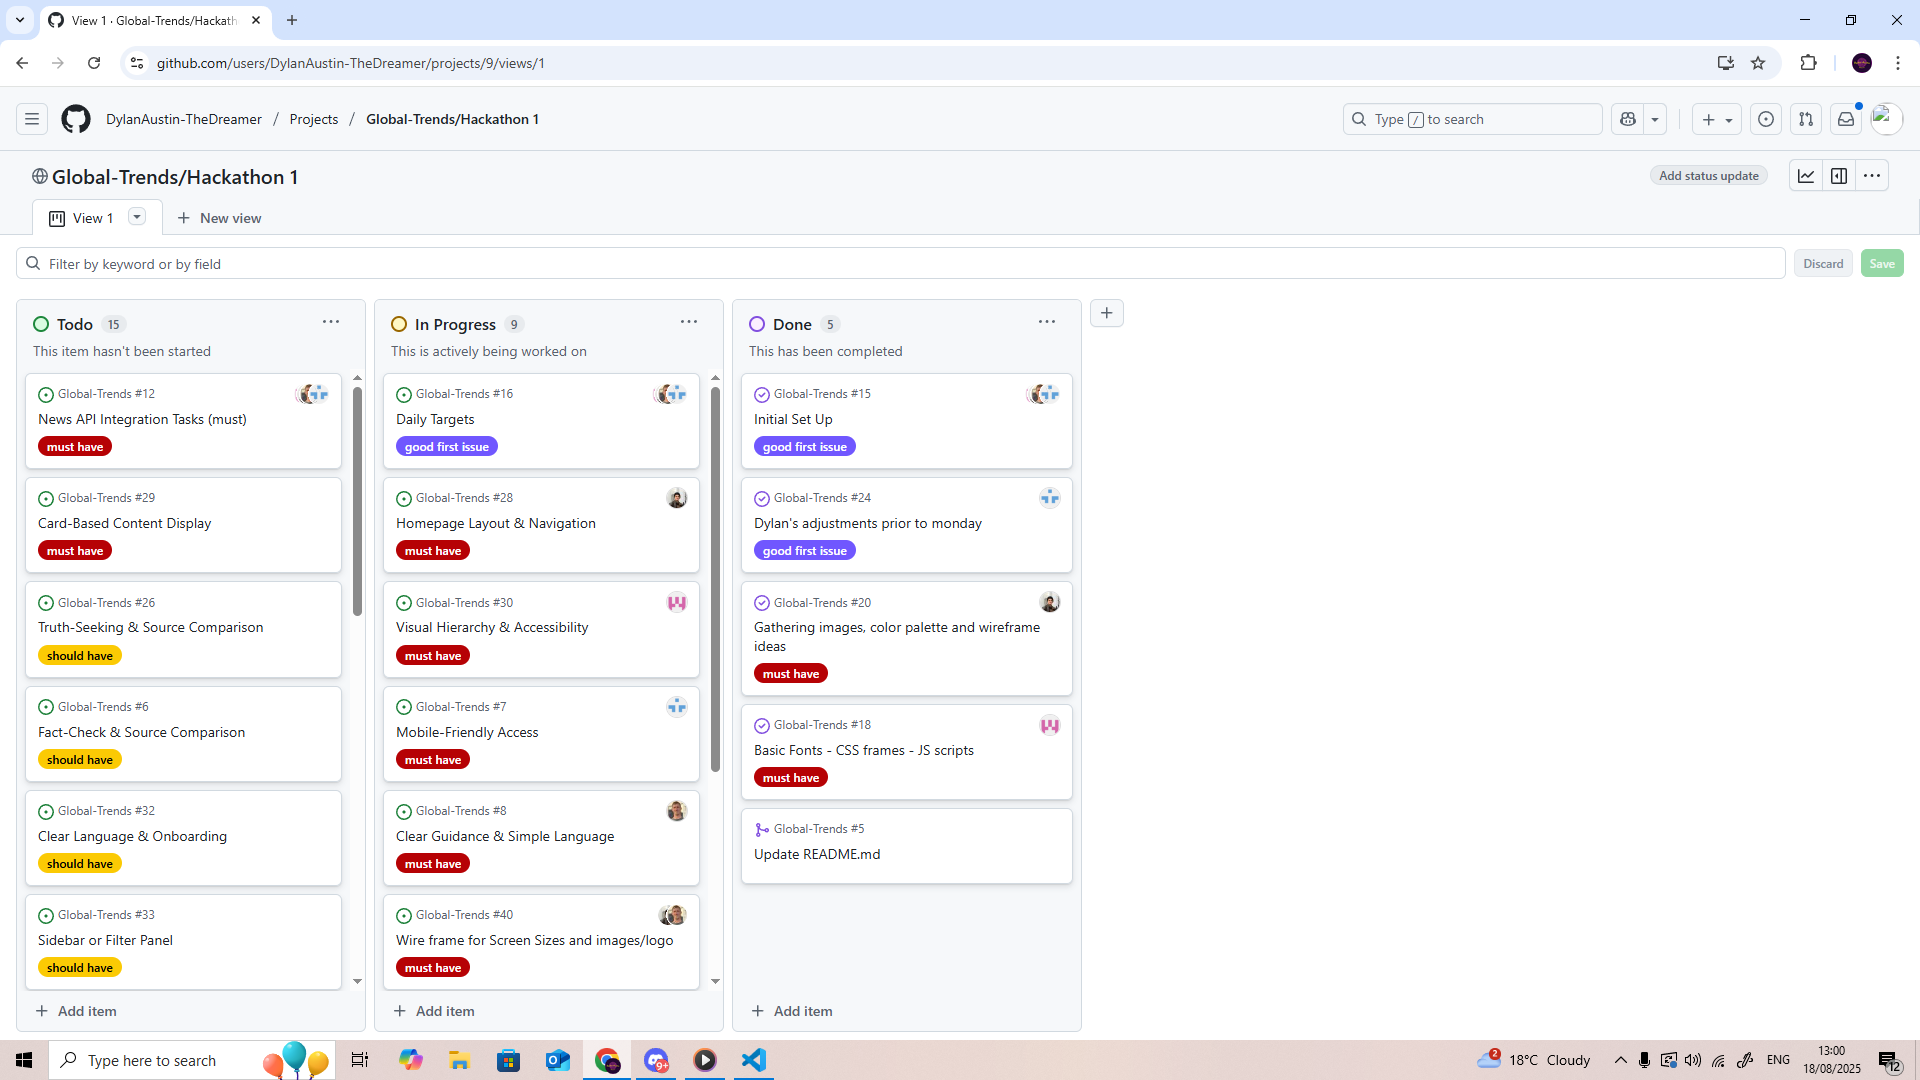 View 1 · Global-Trends/Hackath
github.com/users/DylanAustin-TheDreamer/projects/9/views/1
DylanAustin-TheDreamer / Projects / Global-Trends/Hackathon 1
Type / to search
Global-Trends/Hackathon 1
Add status update
View 1
New view
Filter by keyword or by field
Discard
Save
Todo 15
This item hasn't been started
Global-Trends #12
News API Integration Tasks (must)
must have
Global-Trends #29
Card-Based Content Display
must have
Global-Trends #26
Truth-Seeking & Source Comparison
should have
Global-Trends #6
Fact-Check & Source Comparison
should have
Global-Trends #32
Clear Language & Onboarding
should have
Global-Trends #33
Sidebar or Filter Panel
should have
Add item
In Progress 9
This is actively being worked on
Global-Trends #16
Daily Targets
good first issue
Global-Trends #28
Homepage Layout & Navigation
must have
Global-Trends #30
Visual Hierarchy & Accessibility
must have
Global-Trends #7
Mobile-Friendly Access
must have
Global-Trends #8
Clear Guidance & Simple Language
must have
Global-Trends #40
Wire frame for Screen Sizes and images/logo
must have
Add item
Done 5
This has been completed
Global-Trends #15
Initial Set Up
good first issue
Global-Trends #24
Dylan's adjustments prior to monday
good first issue
Global-Trends #20
Gathering images, color palette and wireframe
ideas
must have
Global-Trends #18
Basic Fonts - CSS frames - JS scripts
must have
Global-Trends #5
Update README.md
Add item
Type here to search
9+
2
18°C Cloudy
ENG
13:00
18/08/2025
12